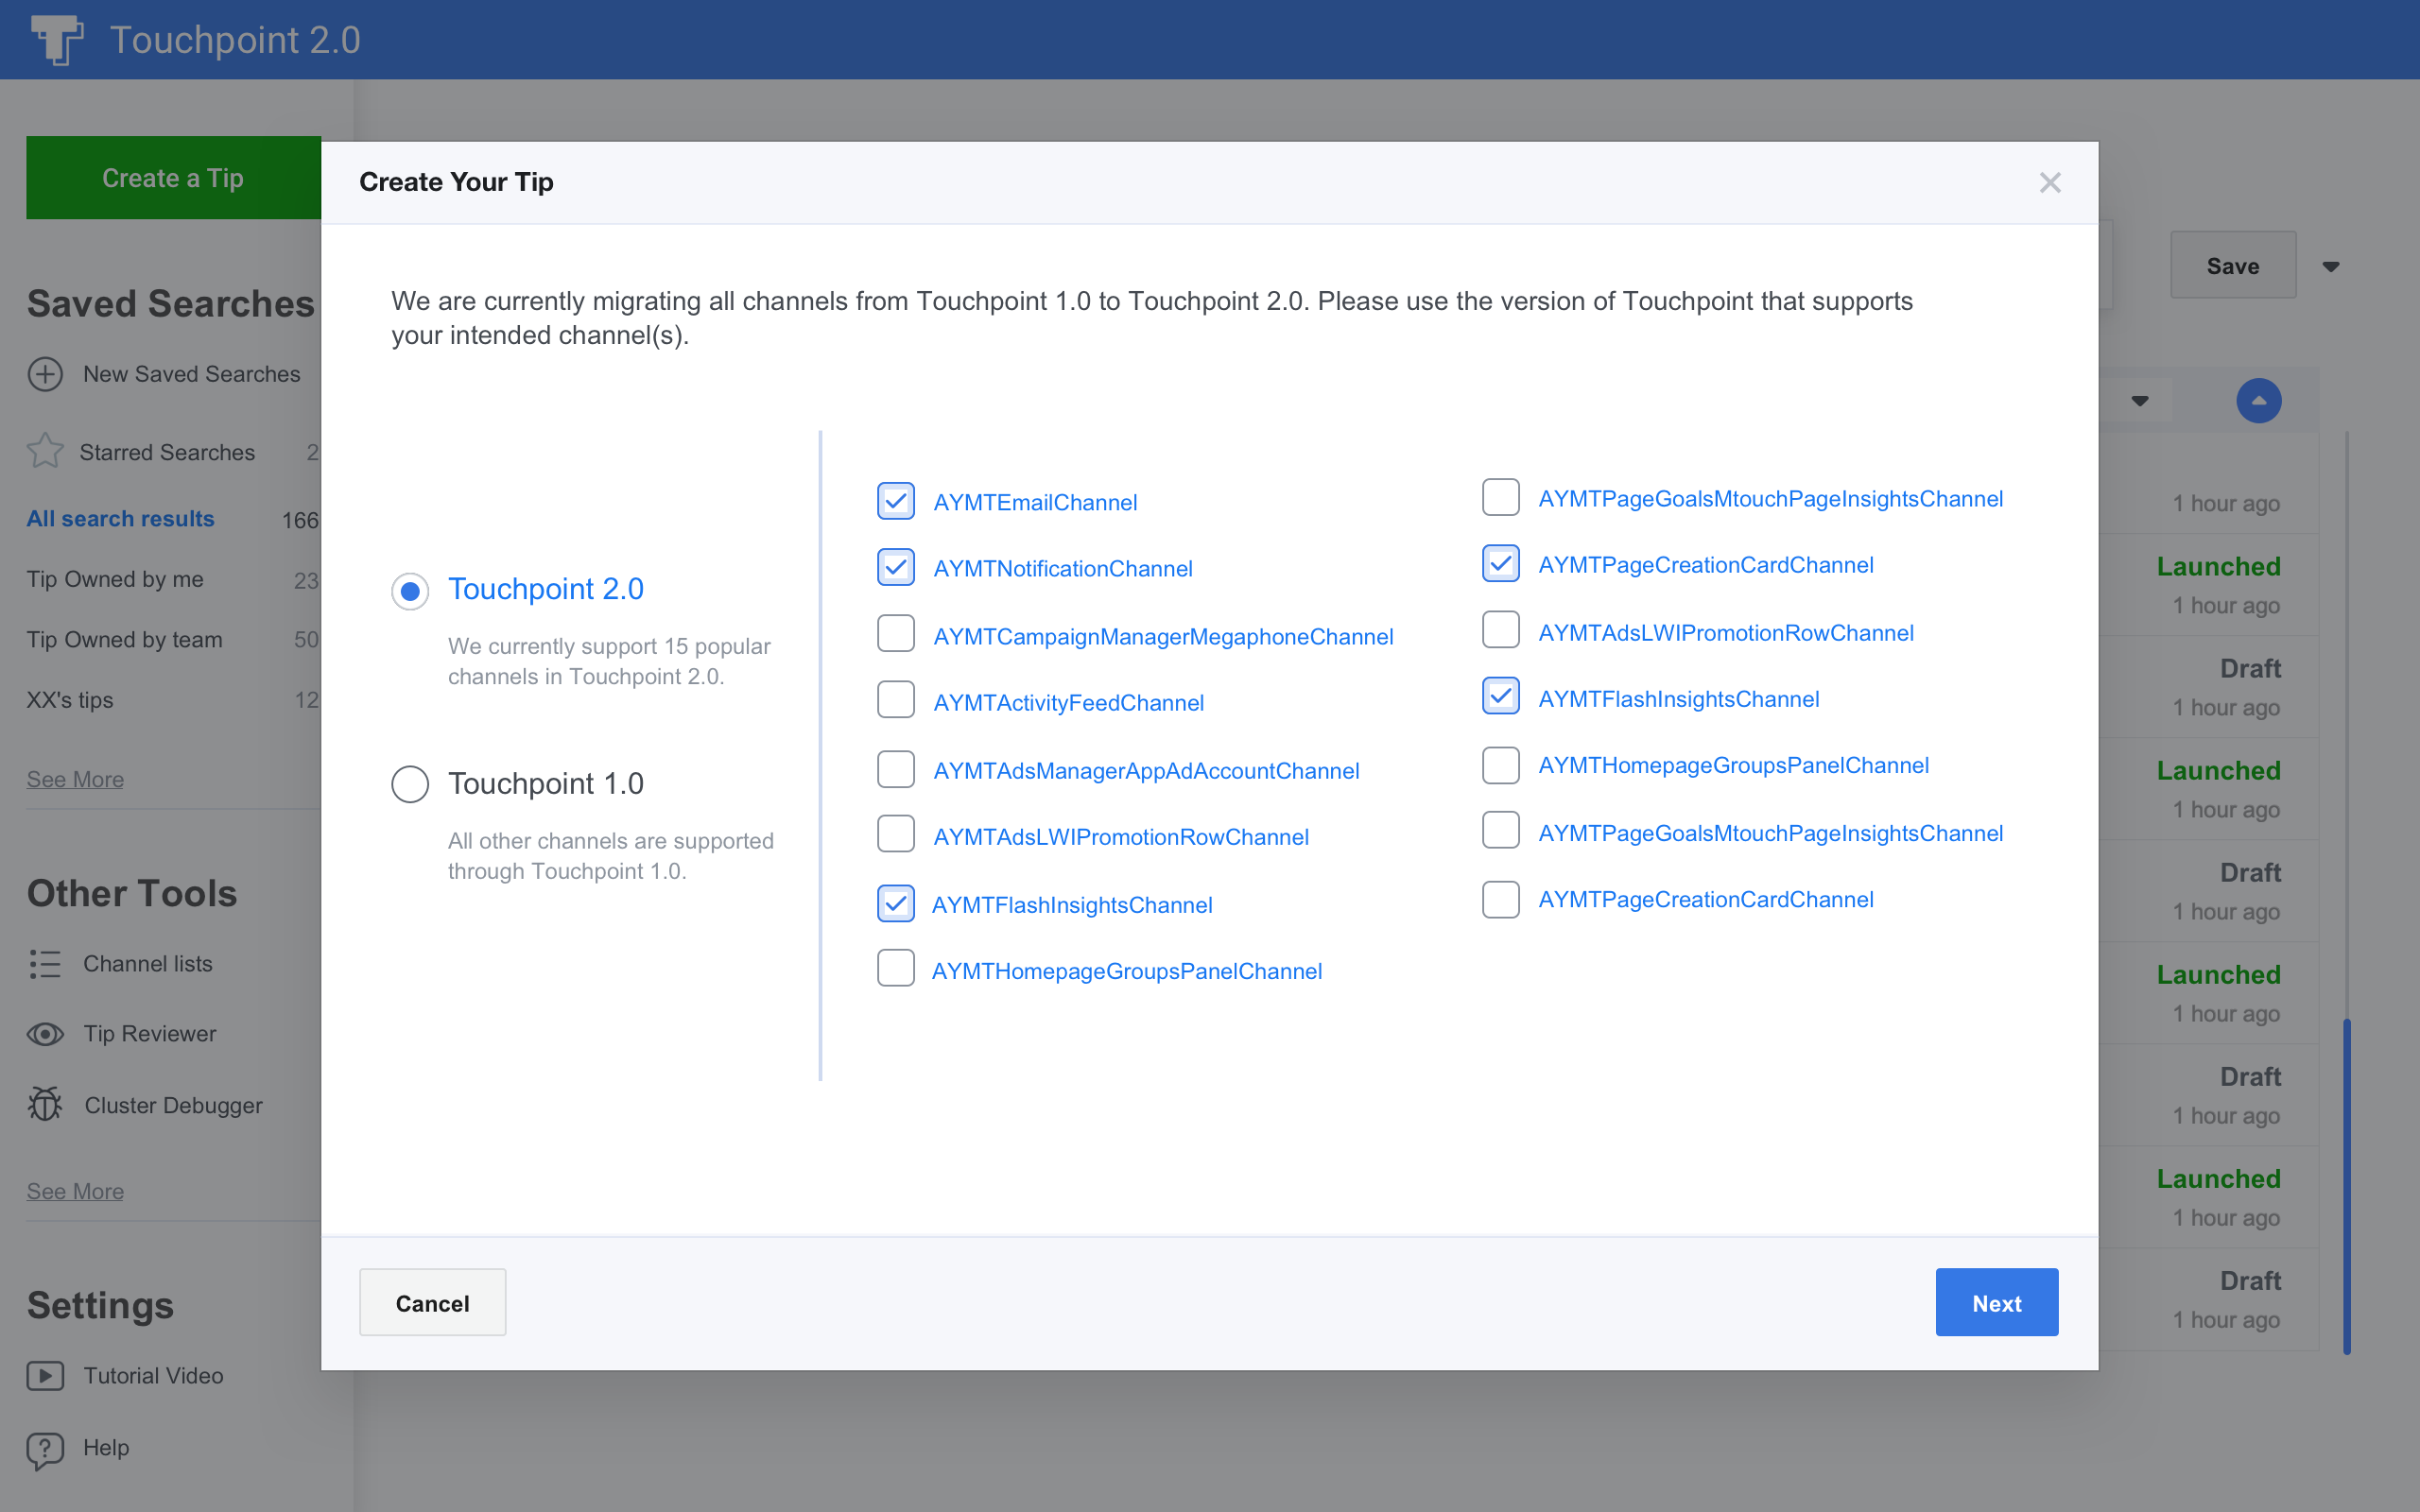 Touchpoint 2.0
Create a Tip
Saved Searches
New Saved Searches
Starred Searches 2
All search results 166
Tip Owned by me 23
Tip Owned by team 50
XX's tips 12
See More
Other Tools
Channel lists
Tip Reviewer
Cluster Debugger
See More
Settings
Tutorial Video
Help
Create Your Tip
We are currently migrating all channels from Touchpoint 1.0 to Touchpoint 2.0. Please use the version of Touchpoint that supports
your intended channel(s).
Touchpoint 2.0
We currently support 15 popular
channels in Touchpoint 2.0.
Touchpoint 1.0
All other channels are supported
through Touchpoint 1.0.
AYMTEmailChannel
AYMTNotificationChannel
AYMTCampaignManagerMegaphoneChannel
AYMTActivityFeedChannel
AYMTAdsManagerAppAdAccountChannel
AYMTAdsLWIPromotionRowChannel
AYMTFlashInsightsChannel
AYMTHomepageGroupsPanelChannel
AYMTPageGoalsMtouchPageInsightsChannel
AYMTPageCreationCardChannel
AYMTAdsLWIPromotionRowChannel
AYMTFlashInsightsChannel
AYMTHomepageGroupsPanelChannel
AYMTPageGoalsMtouchPageInsightsChannel
AYMTPageCreationCardChannel
Cancel
Next
Save
1 hour ago
Launched
1 hour ago
Draft
1 hour ago
Launched
1 hour ago
Draft
1 hour ago
Launched
1 hour ago
Draft
1 hour ago
Launched
1 hour ago
Draft
1 hour ago